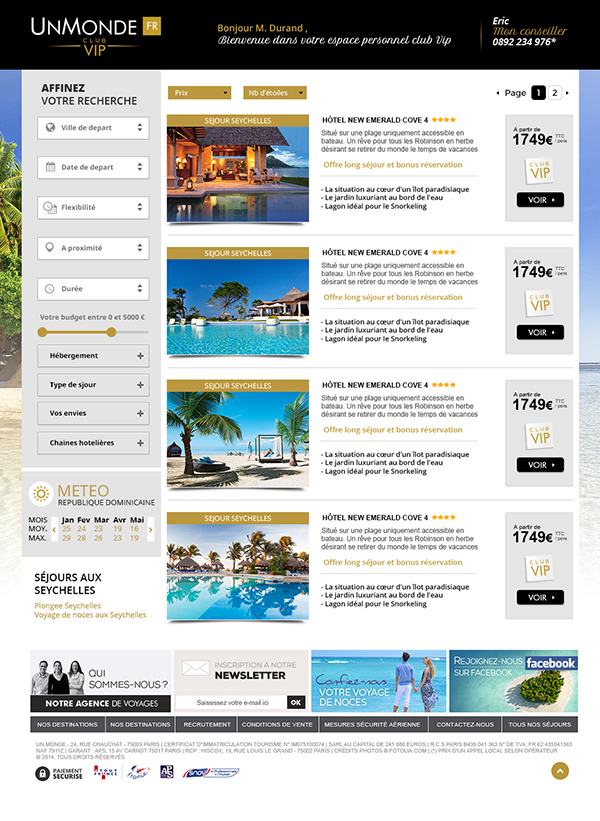 UNMONDE FR
CLUB
VIP
Bonjour M. Durand ,
Bienvenue dans votre espace personnel club Vip
Eric
Mon conseiller
0892 234 976*
AFFINEZ
VOTRE RECHERCHE
Ville de depart
Date de depart
Flexibilité
A proximité
Durée
Votre budget entre 0 et 5000 €
Hébergement +
Type de sjour +
Vos envies +
Chaines hotelières +
METEO
REPUBLIQUE DOMINICAINE
MOIS Jan Fev Mar Avr Mai
MOY. 25 24 23 19 16
MAX. 29 28 26 23 19
SÉJOURS AUX
SEYCHELLES
Plongee Seychelles
Voyage de noces aux Seychelles
Prix
Nb d'étoiles
Page 1 2
SEJOUR SEYCHELLES
HÔTEL NEW EMERALD COVE 4
Situé sur une plage uniquement accessible en
bateau. Un rêve pour tous les Robinson en herbe
désirant se retirer du monde le temps de vacances
Offre long séjour et bonus réservation
- La situation au cœur d'un îlot paradisiaque
- Le jardin luxuriant au bord de l'eau
- Lagon idéal pour le Snorkeling
A partir de
1749€ TTC / pers
CLUB
VIP
VOIR
SEJOUR SEYCHELLES
HÔTEL NEW EMERALD COVE 4
Situé sur une plage uniquement accessible en
bateau. Un rêve pour tous les Robinson en herbe
désirant se retirer du monde le temps de vacances
Offre long séjour et bonus réservation
- La situation au cœur d'un îlot paradisiaque
- Le jardin luxuriant au bord de l'eau
- Lagon idéal pour le Snorkeling
A partir de
1749€ TTC / pers
CLUB
VIP
VOIR
SEJOUR SEYCHELLES
HÔTEL NEW EMERALD COVE 4
Situé sur une plage uniquement accessible en
bateau. Un rêve pour tous les Robinson en herbe
désirant se retirer du monde le temps de vacances
Offre long séjour et bonus réservation
- La situation au cœur d'un îlot paradisiaque
- Le jardin luxuriant au bord de l'eau
- Lagon idéal pour le Snorkeling
A partir de
1749€ TTC / pers
CLUB
VIP
VOIR
SEJOUR SEYCHELLES
HÔTEL NEW EMERALD COVE 4
Situé sur une plage uniquement accessible en
bateau. Un rêve pour tous les Robinson en herbe
désirant se retirer du monde le temps de vacances
Offre long séjour et bonus réservation
- La situation au cœur d'un îlot paradisiaque
- Le jardin luxuriant au bord de l'eau
- Lagon idéal pour le Snorkeling
A partir de
1749€ TTC / pers
CLUB
VIP
VOIR
QUI
SOMMES-NOUS ?
NOTRE AGENCE DE VOYAGES
INSCRIPTION À NOTRE
NEWSLETTER
Saississez votre e-mail ici OK
Confiez-nous
VOTRE VOYAGE
DE NOCES
REJOIGNEZ-NOUS
SUR FACEBOOK
facebook
NOS DESTINATIONS NOS DESTINATIONS RECRUTEMENT CONDITIONS DE VENTE MESURES SÉCURITÉ AÉRIENNE CONTACTEZ-NOUS TOUS NOS SÉJOURS
UN MONDE - 24, RUE CHAUCHAT - 75009 PARIS | CERTIFICAT D'IMMATRICULATION TOURISME N° IM075100074 | SARL AU CAPITAL DE 241 680 EUROS | R.C.S PARIS B435 041 363 N° DE TVA: FR 62 435041363
NAF 7911Z | GARANT : APS, 15 AV CARNOT 75017 PARIS | RCP : HISCOX, 19, RUE LOUIS LE GRAND - 75002 PARIS | CRÉDITS PHOTOS © FOTOLIA.COM | (*) PRIX D'UN APPEL LOCAL SELON OPÉRATEUR
© 2014. TOUS DROITS RÉSERVÉS.
PAIEMENT
SECURISE
APS
snav